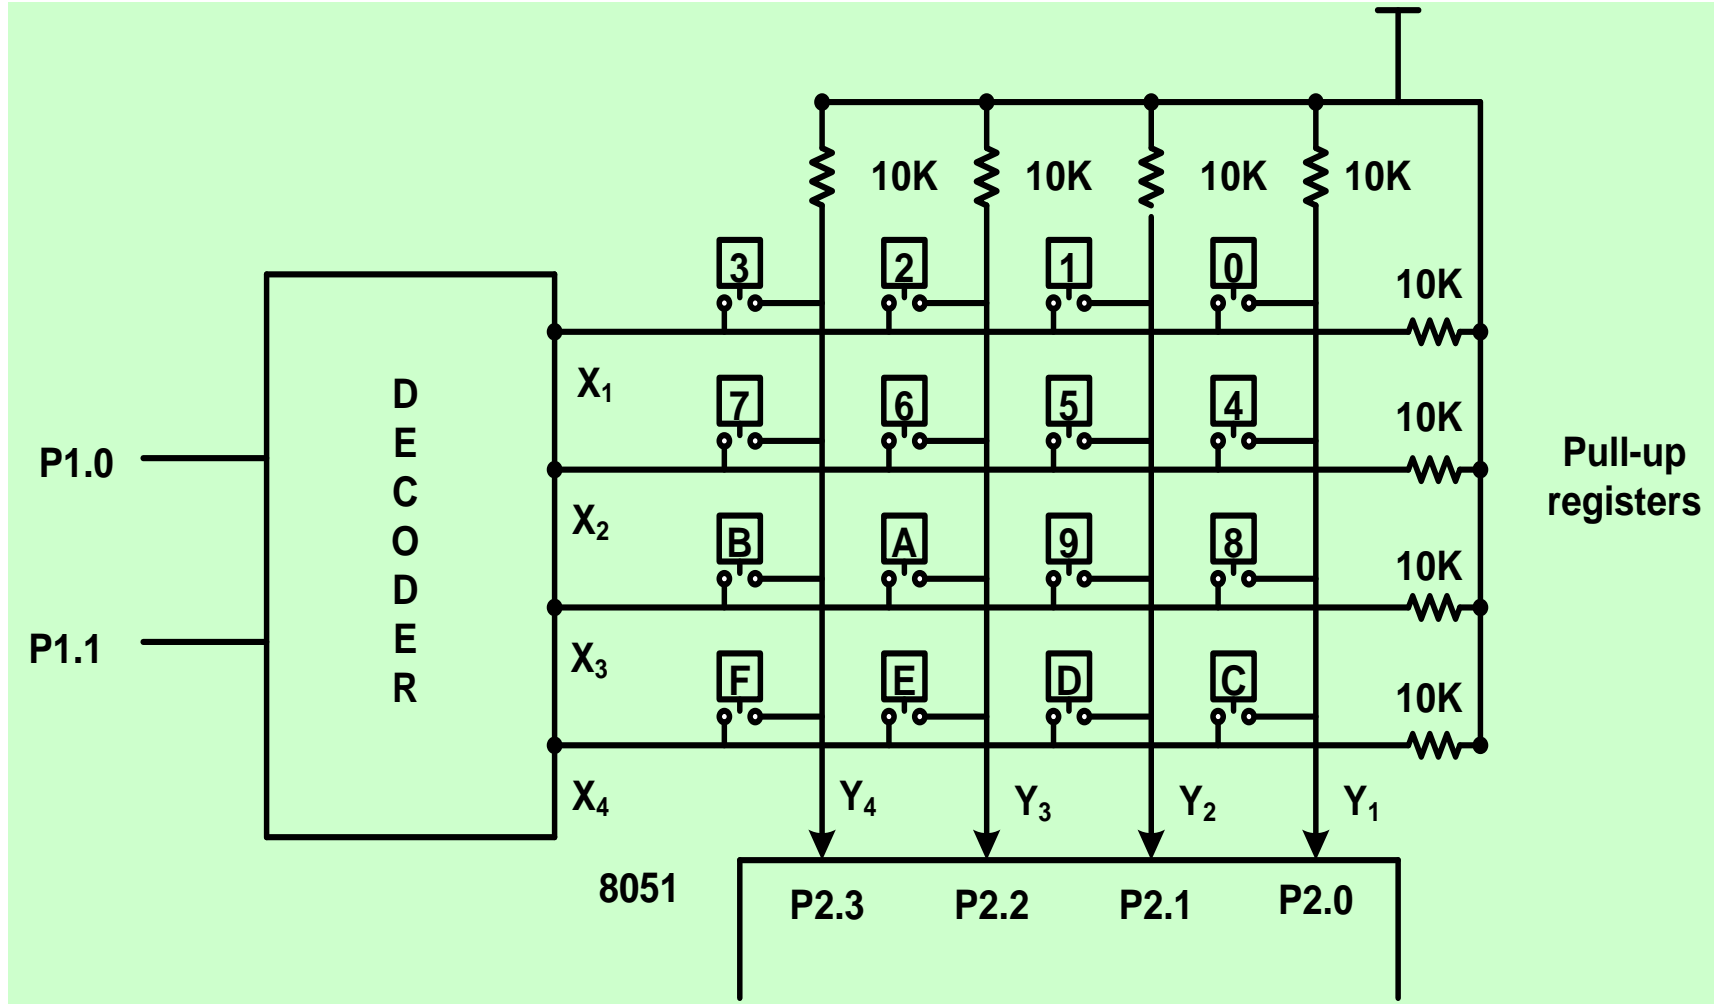 10K 10K 10K 10K
3 2 1 0
10K
X₁
D
E
C
O
D
E
R
7 6 5 4
10K
P1.0
Pull-up
registers
X₂
B A 9 8
10K
P1.1
X₃
F E D C
10K
X₄
Y₄ Y₃ Y₂ Y₁
8051
P2.3 P2.2 P2.1 P2.0